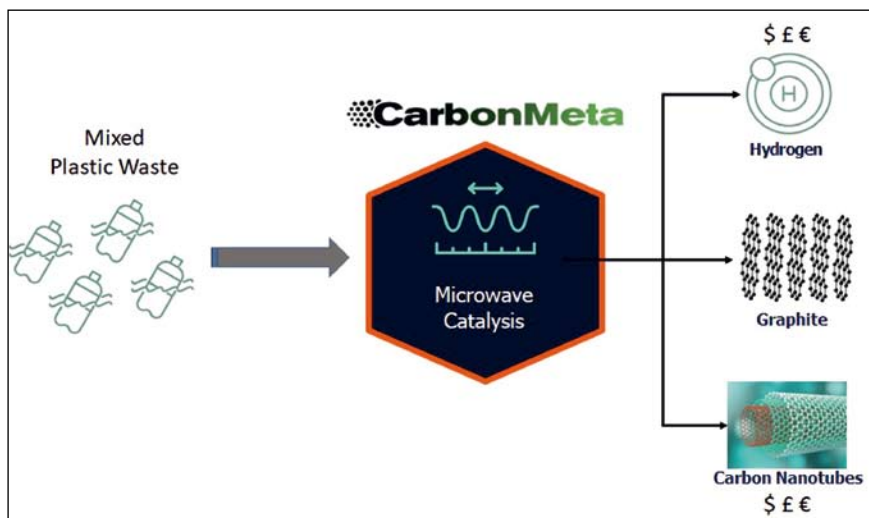 Mixed
Plastic Waste
CarbonMeta
Microwave
Catalysis
$ £ €
H
Hydrogen
Graphite
Carbon Nanotubes
$ £ €